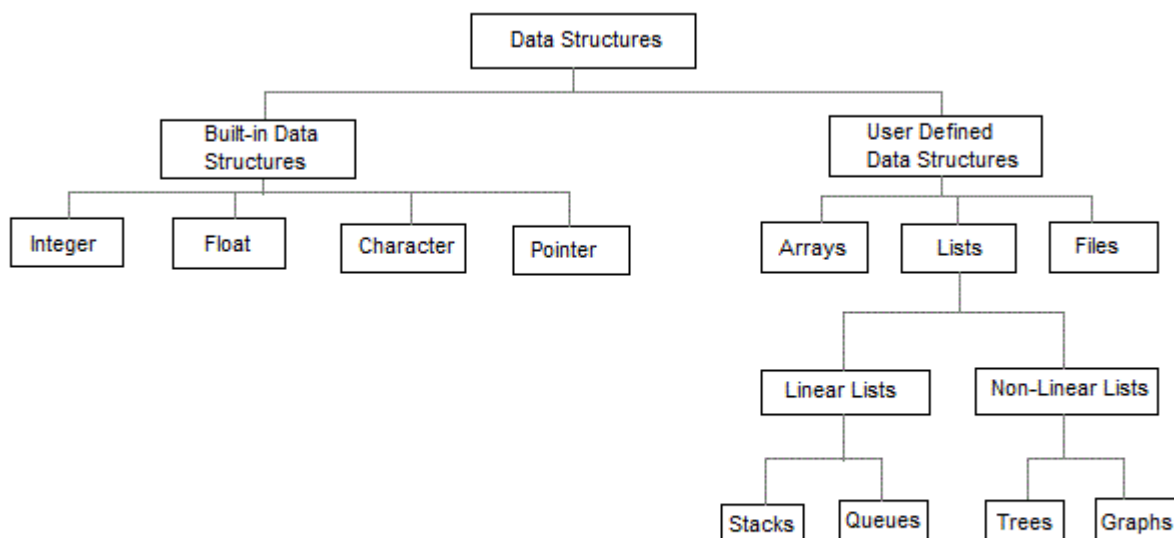 Data Structures
Built-in Data
Structures
User Defined
Data Structures
Integer
Float
Character
Pointer
Arrays
Lists
Files
Linear Lists
Non-Linear Lists
Stacks
Queues
Trees
Graphs